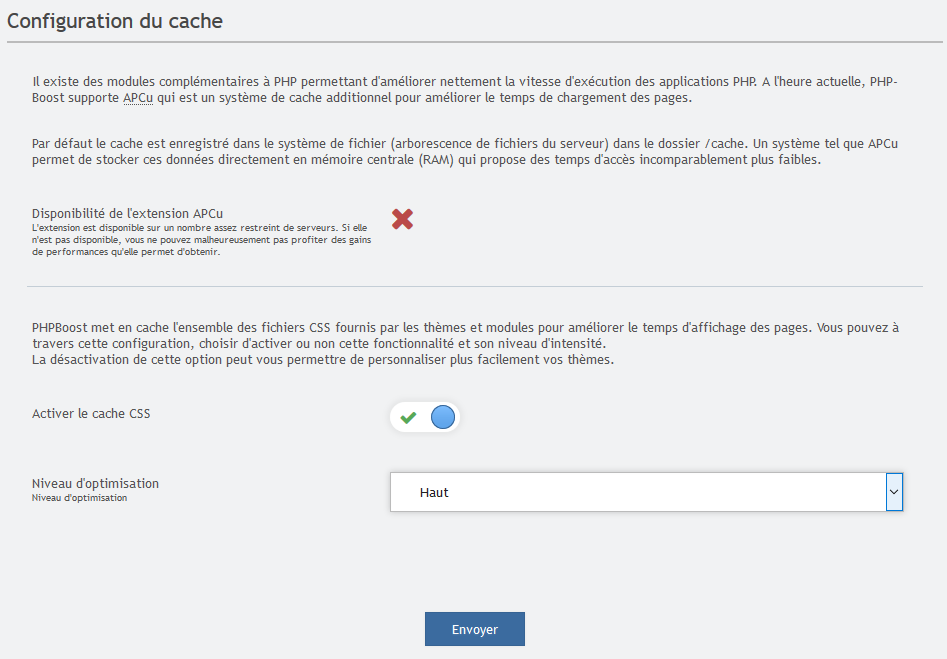 Configuration du cache
Il existe des modules complémentaires à PHP permettant d'améliorer nettement la vitesse d'exécution des applications PHP. A l'heure actuelle, PHP-
Boost supporte APCu qui est un système de cache additionnel pour améliorer le temps de chargement des pages.
Par défaut le cache est enregistré dans le système de fichier (arborescence de fichiers du serveur) dans le dossier /cache. Un système tel que APCu
permet de stocker ces données directement en mémoire centrale (RAM) qui propose des temps d'accès incomparablement plus faibles.
Disponibilité de l'extension APCu
L'extension est disponible sur un nombre assez restreint de serveurs. Si elle
n'est pas disponible, vous ne pouvez malheureusement pas profiter des gains
de performances qu'elle permet d'obtenir.
PHPBoost met en cache l'ensemble des fichiers CSS fournis par les thèmes et modules pour améliorer le temps d'affichage des pages. Vous pouvez à
travers cette configuration, choisir d'activer ou non cette fonctionnalité et son niveau d'intensité.
La désactivation de cette option peut vous permettre de personnaliser plus facilement vos thèmes.
Activer le cache CSS
Niveau d'optimisation
Niveau d'optimisation
Haut
Envoyer